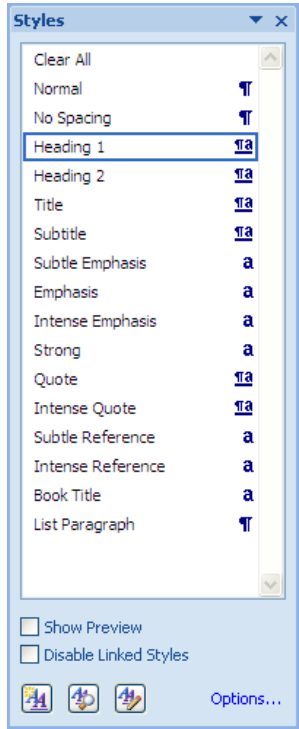 Styles
Clear All
Normal ¶
No Spacing ¶
Heading 1 ¶a
Heading 2 ¶a
Title ¶a
Subtitle ¶a
Subtle Emphasis a
Emphasis a
Intense Emphasis a
Strong a
Quote ¶a
Intense Quote ¶a
Subtle Reference a
Intense Reference a
Book Title a
List Paragraph ¶
Show Preview
Disable Linked Styles
Options...